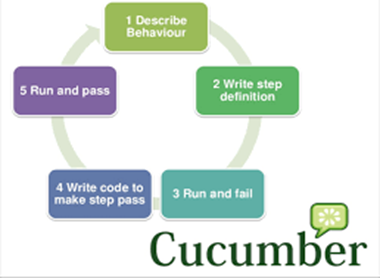 1 Describe
Behaviour
2 Write step
definition
3 Run and fail
4 Write code to
make step pass
5 Run and pass
Cucumber